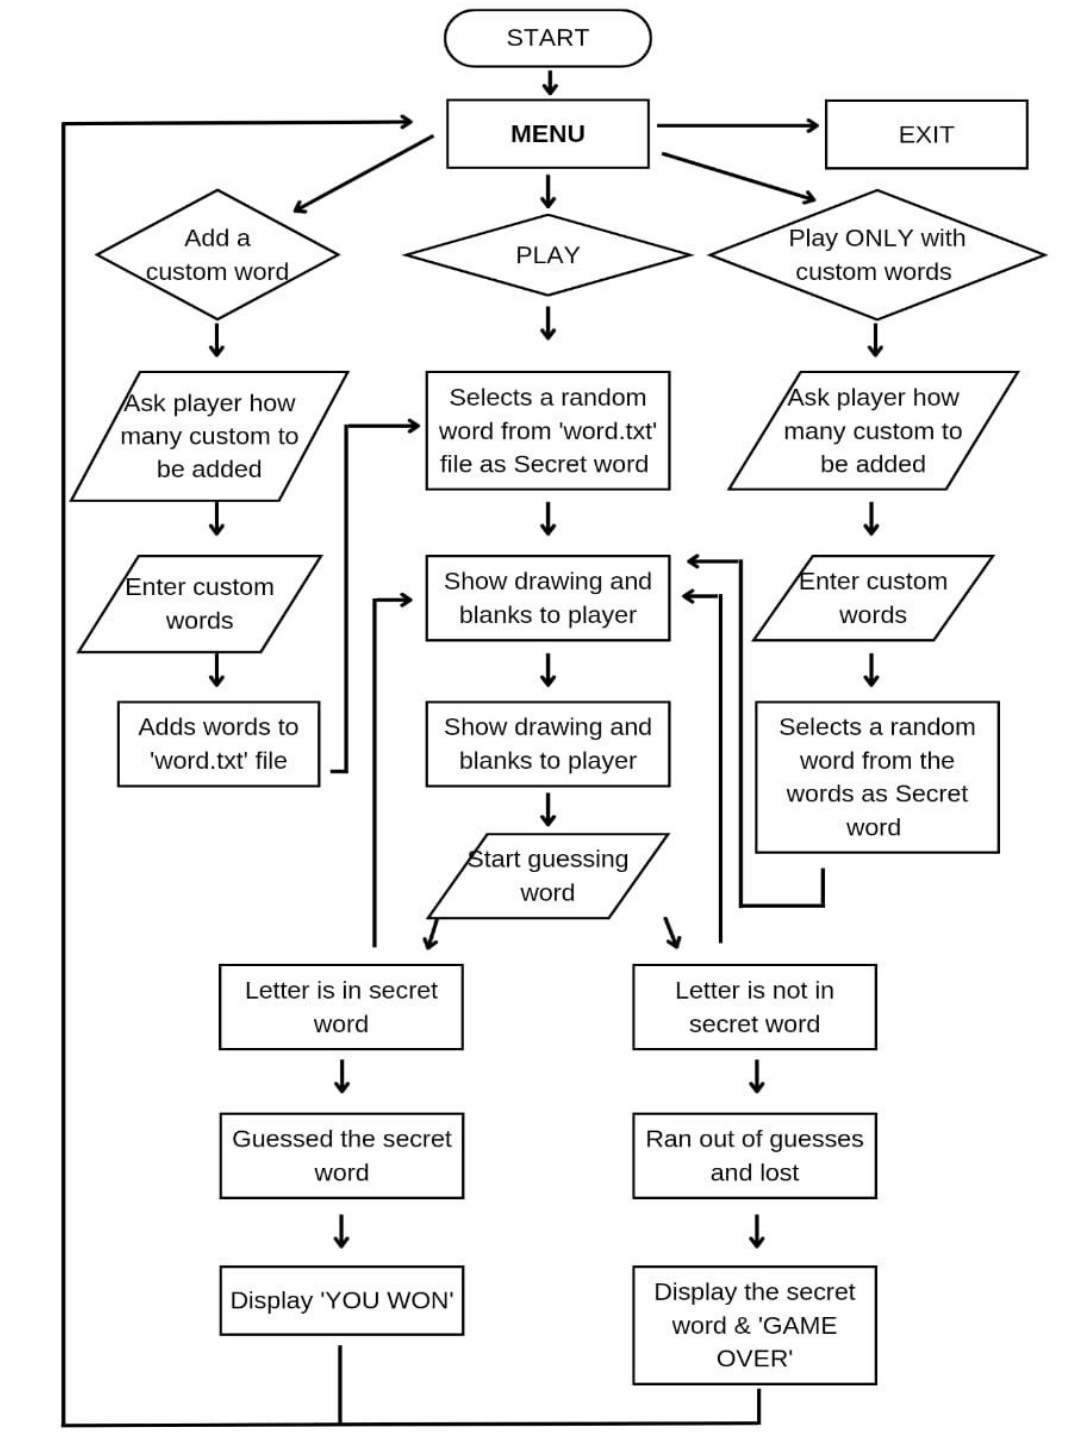 START
MENU
EXIT
Add a
custom word
PLAY
Play ONLY with
custom words
Ask player how
many custom to
be added
Selects a random
word from 'word.txt'
file as Secret word
Ask player how
many custom to
be added
Enter custom
words
Show drawing and
blanks to player
Enter custom
words
Adds words to
'word.txt' file
Show drawing and
blanks to player
Selects a random
word from the
words as Secret
word
Start guessing
word
Letter is in secret
word
Letter is not in
secret word
Guessed the secret
word
Ran out of guesses
and lost
Display 'YOU WON'
Display the secret
word & 'GAME
OVER'